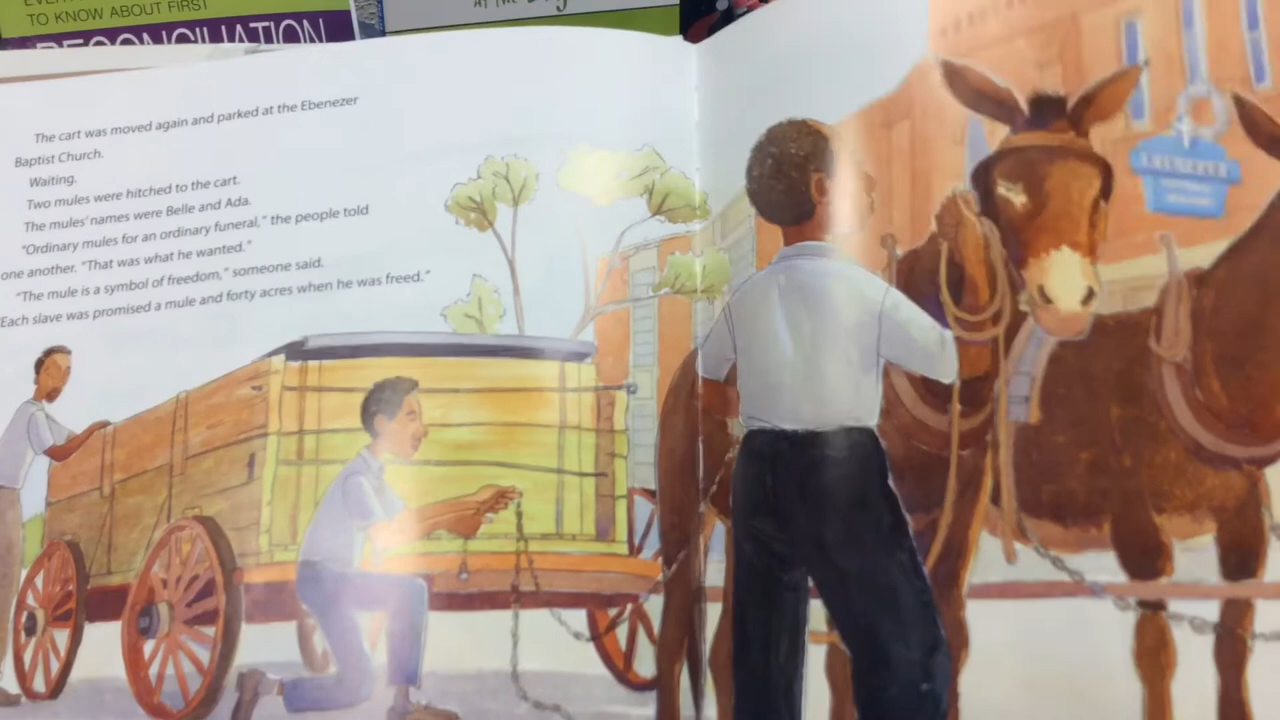 TO KNOW ABOUT FIRST
RECONCILIATION
The cart was moved again and parked at the Ebenezer
Baptist Church.
Waiting.
Two mules were hitched to the cart.
The mules' names were Belle and Ada.
"Ordinary mules for an ordinary funeral," the people told
one another. "That was what he wanted."
"The mule is a symbol of freedom," someone said.
"Each slave was promised a mule and forty acres when he was freed."
EBENEZER